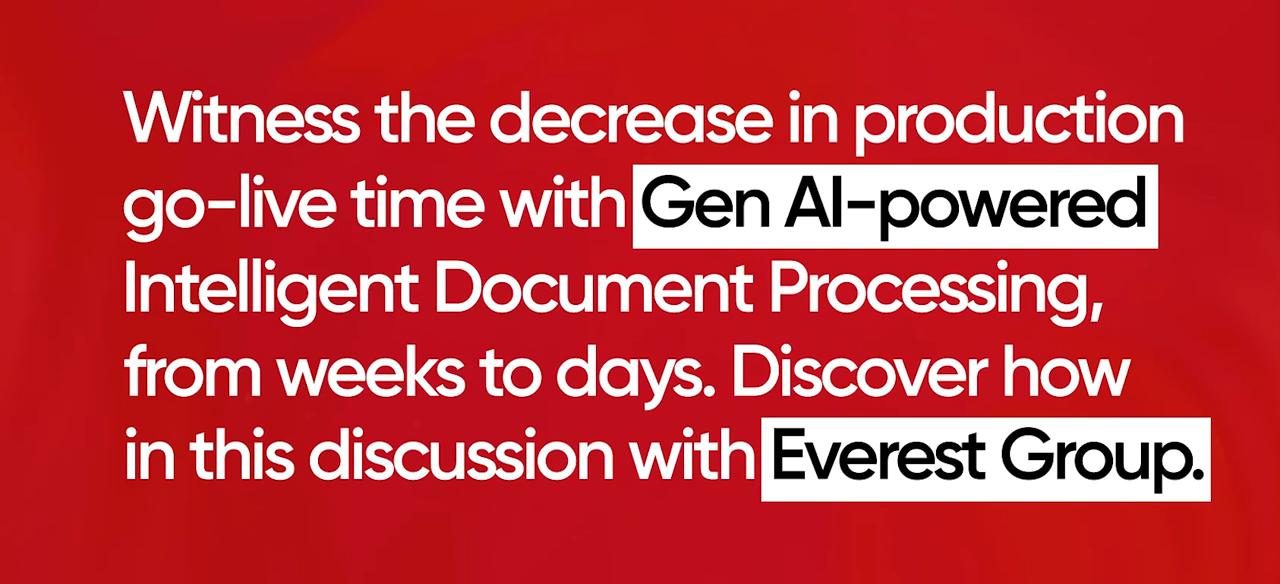 Witness the decrease in production
go-live time with Gen AI-powered
Intelligent Document Processing,
from weeks to days. Discover how
in this discussion with Everest Group.